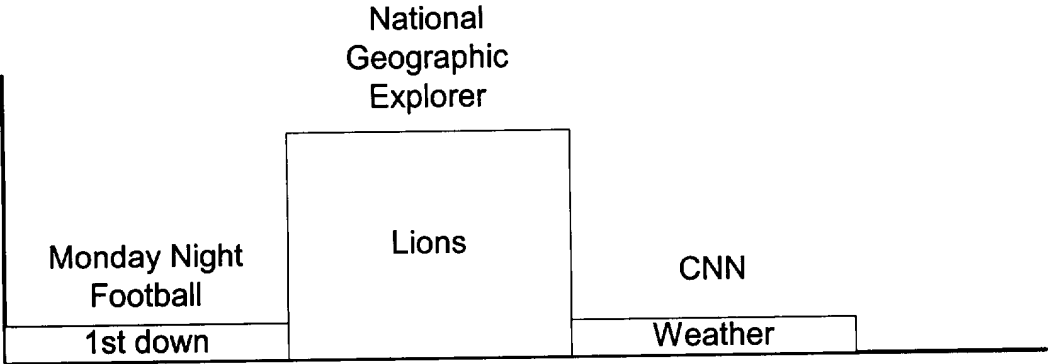 National
Geographic
Explorer
Monday Night
Football
Lions
CNN
1st down
Weather